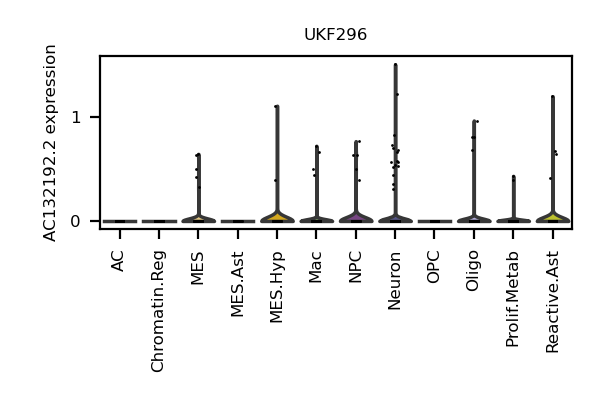 UKF296
AC132192.2 expression
1
0
AC
Chromatin.Reg
MES
MES.Ast
MES.Hyp
Mac
NPC
Neuron
OPC
Oligo
Prolif.Metab
Reactive.Ast